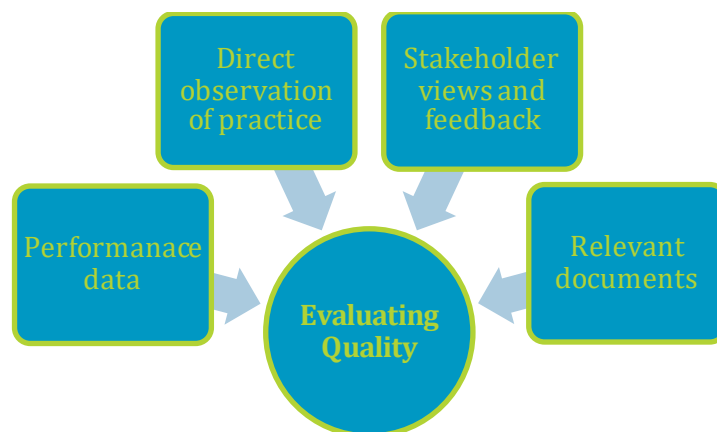 Direct
observation
of practice
Stakeholder
views and
feedback
Performanace
data
Relevant
documents
Evaluating
Quality